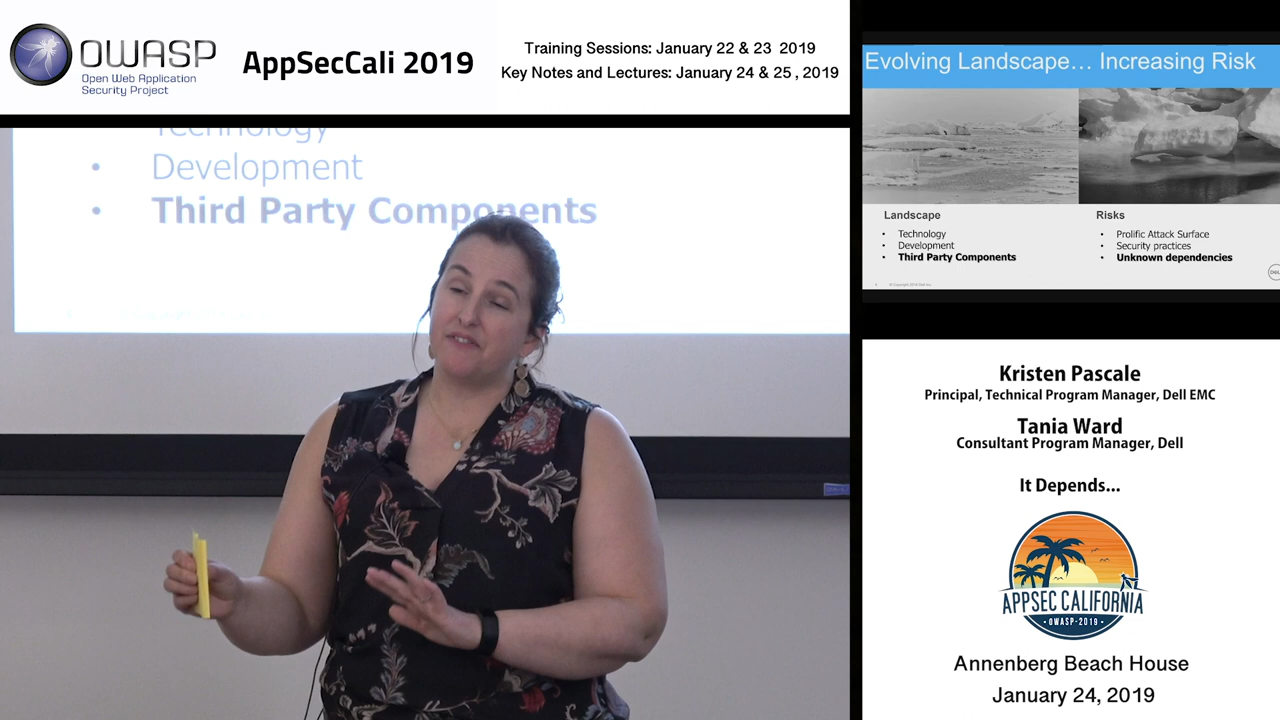 OWASP
Open Web Application
Security Project
AppSecCali 2019
Training Sessions: January 22 & 23 2019
Key Notes and Lectures: January 24 & 25 , 2019
Technology
• Development
• Third Party Components
Evolving Landscape... Increasing Risk
Landscape
• Technology
• Development
• Third Party Components
Risks
• Prolific Attack Surface
• Security practices
• Unknown dependencies
Kristen Pascale
Principal, Technical Program Manager, Dell EMC
Tania Ward
Consultant Program Manager, Dell
It Depends...
APPSEC CALIFORNIA
• OWASP-2019 •
Annenberg Beach House
January 24, 2019